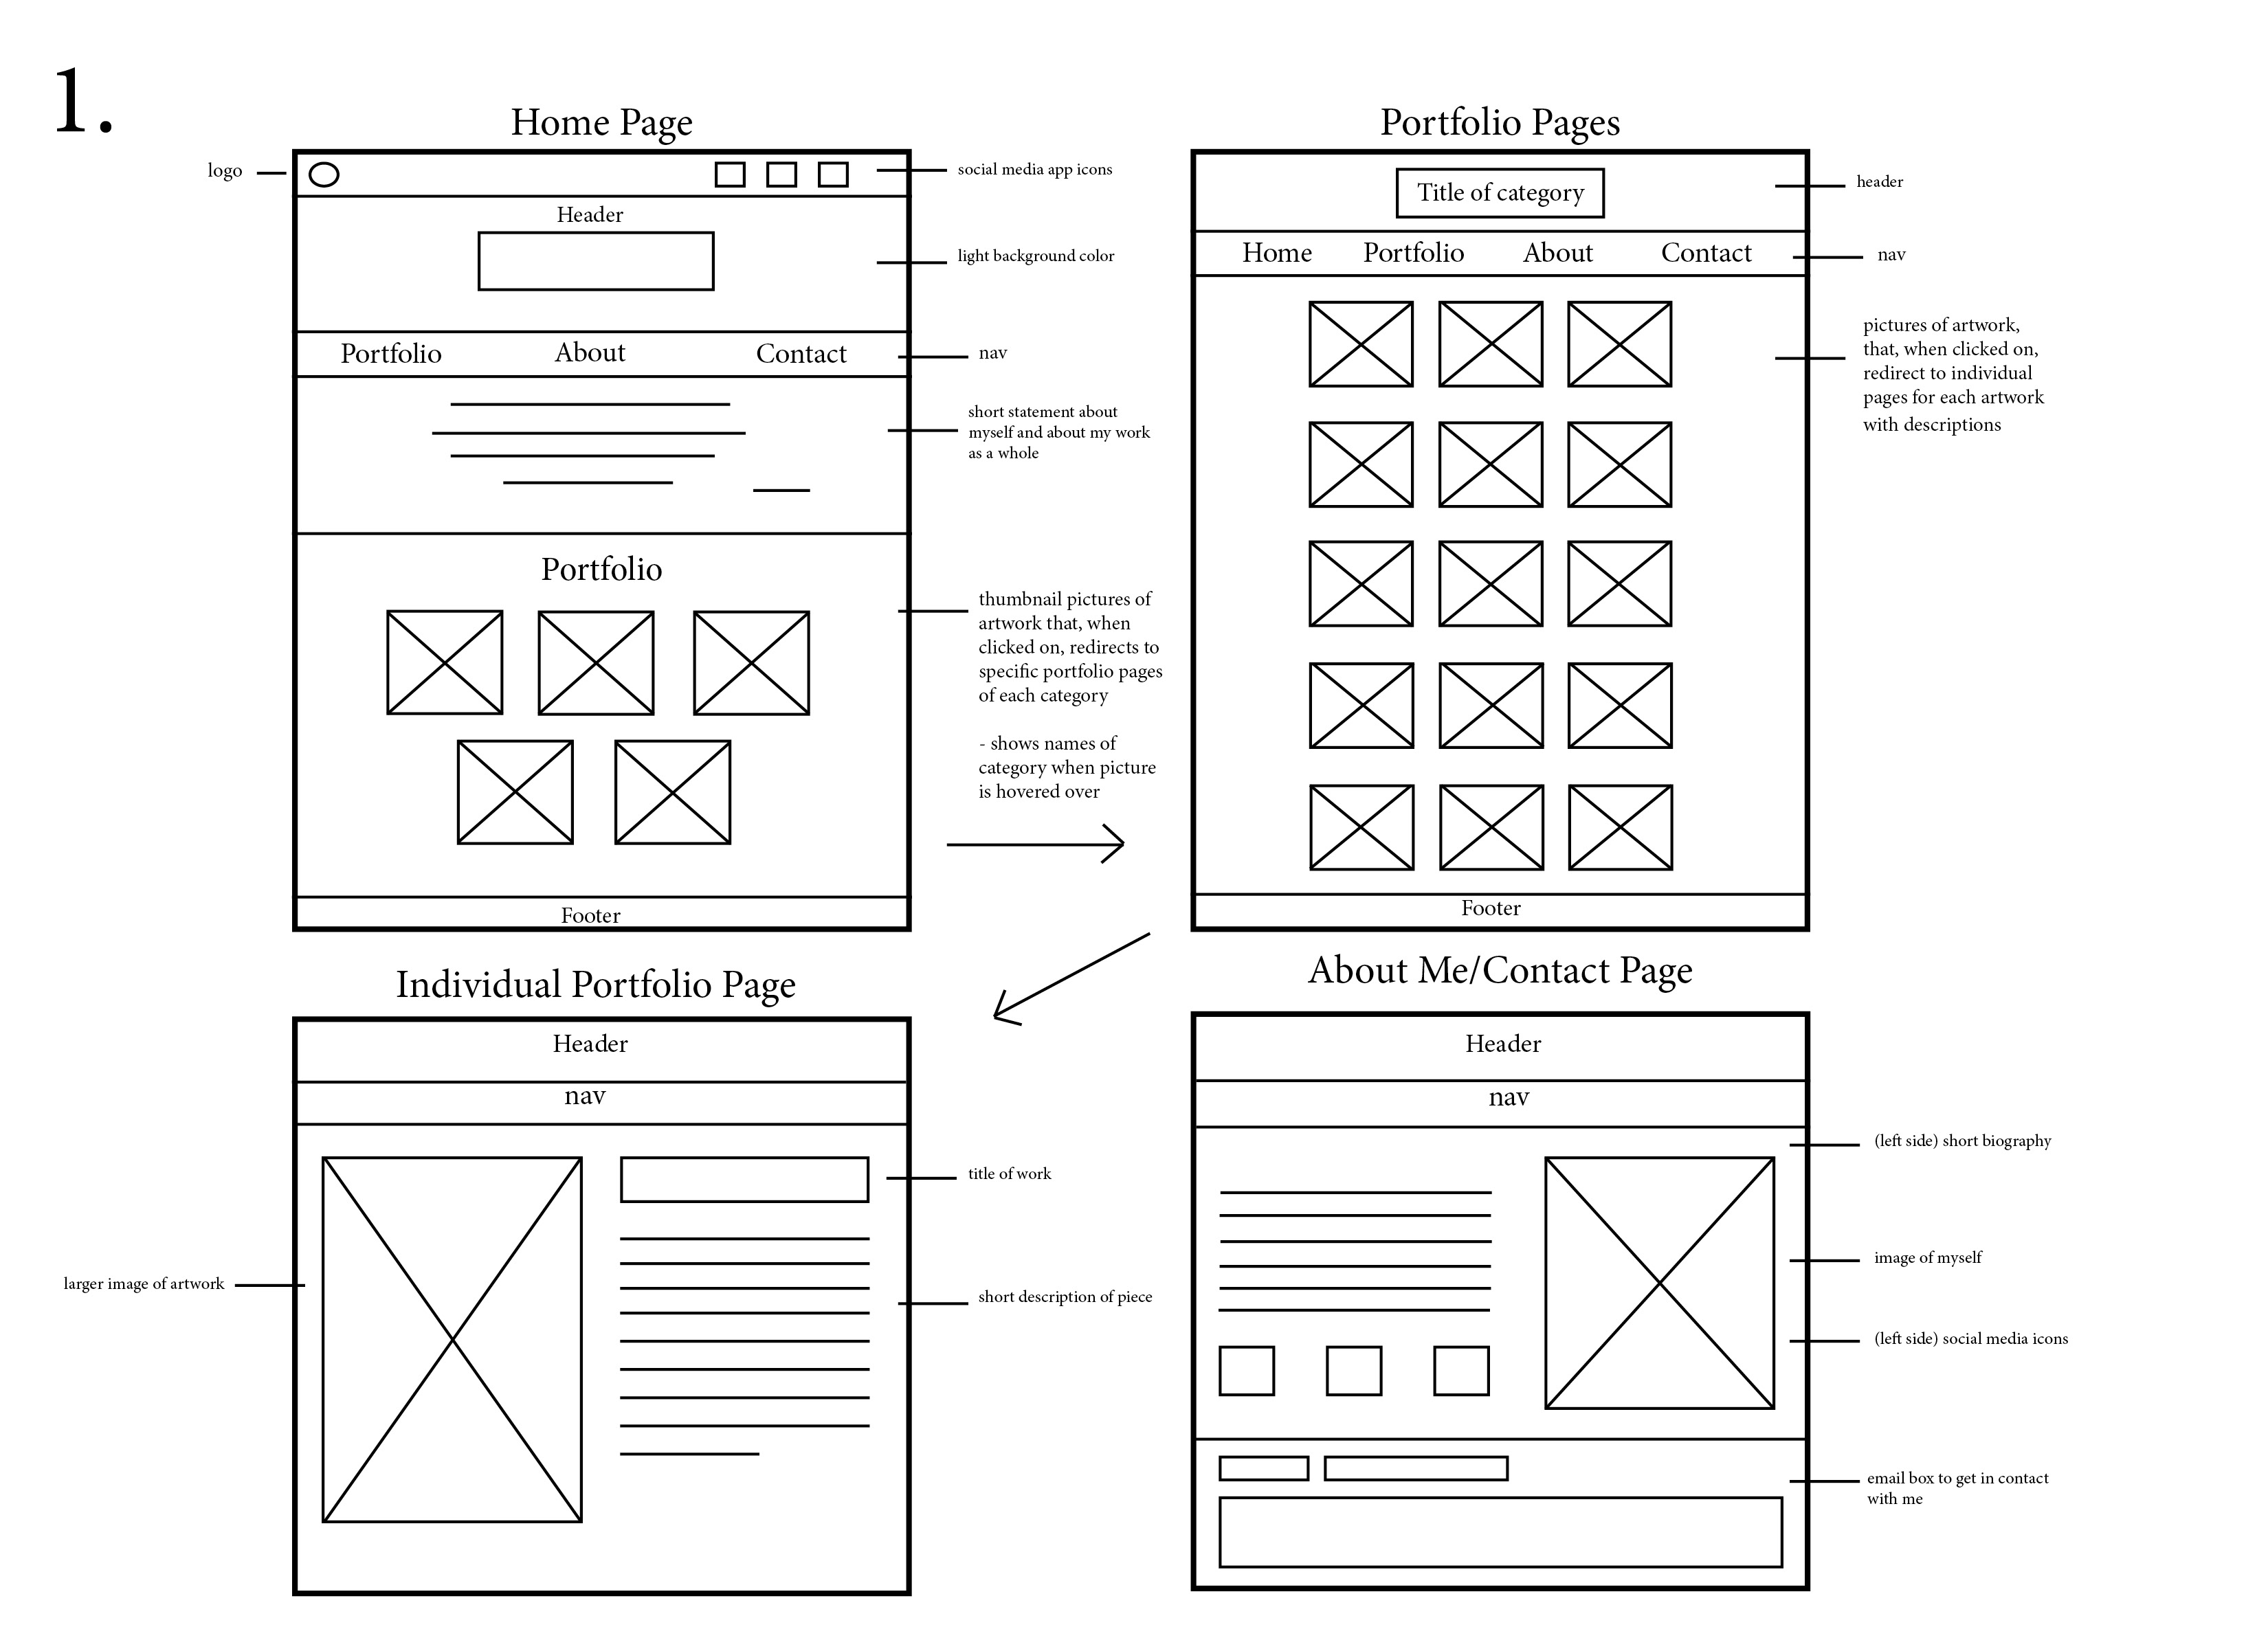 1.
Home Page
logo
social media app icons
Header
light background color
Portfolio About Contact
nav
short statement about
myself and about my work
as a whole
Portfolio
thumbnail pictures of
artwork that, when
clicked on, redirects to
specific portfolio pages
of each category
- shows names of
category when picture
is hovered over
Footer
Portfolio Pages
Title of category
header
Home Portfolio About Contact
nav
pictures of artwork,
that, when clicked on,
redirect to individual
pages for each artwork
with descriptions
Footer
Individual Portfolio Page
Header
nav
title of work
larger image of artwork
short description of piece
About Me/Contact Page
Header
nav
(left side) short biography
image of myself
(left side) social media icons
email box to get in contact
with me